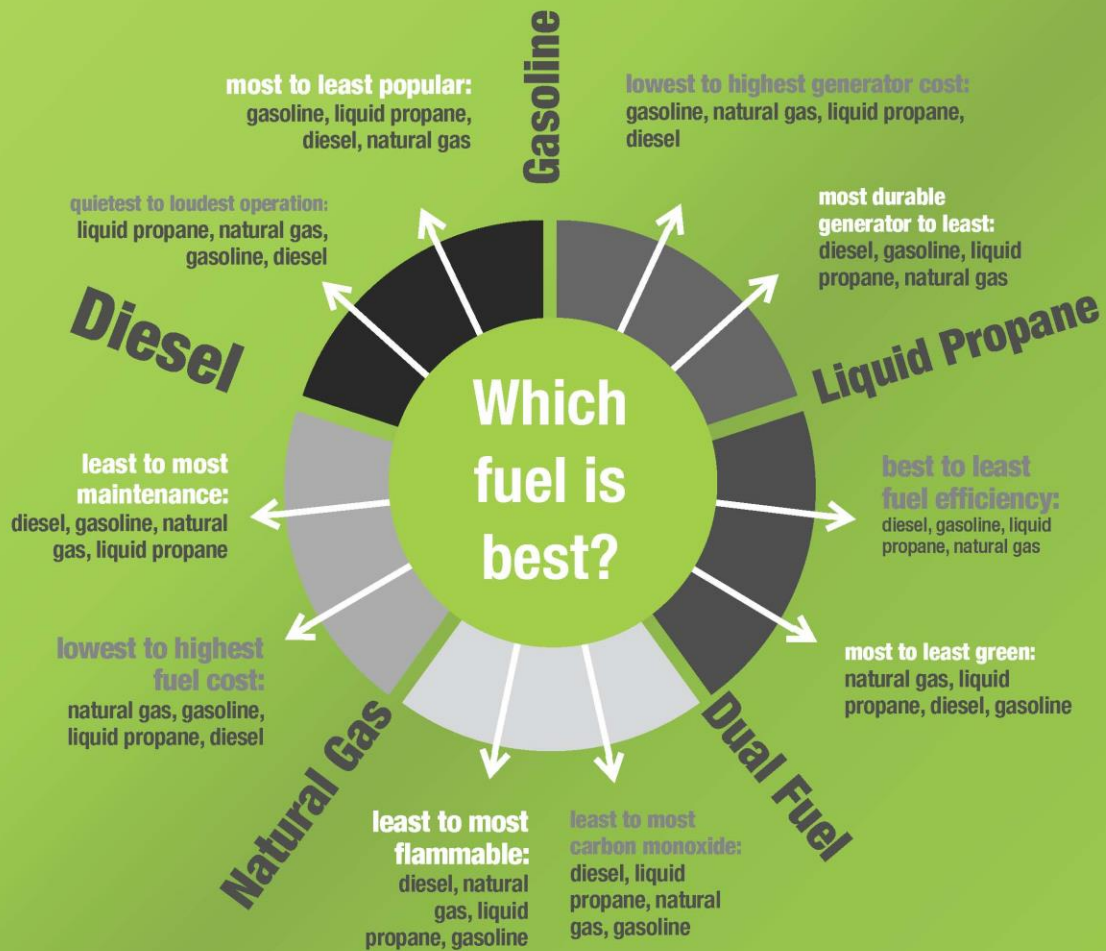 Gasoline
most to least popular:
gasoline, liquid propane,
diesel, natural gas
lowest to highest generator cost:
gasoline, natural gas, liquid propane,
diesel
quietest to loudest operation:
liquid propane, natural gas,
gasoline, diesel
most durable
generator to least:
diesel, gasoline, liquid
propane, natural gas
Diesel
Liquid Propane
Which
fuel is
best?
least to most
maintenance:
diesel, gasoline, natural
gas, liquid propane
best to least
fuel efficiency:
diesel, gasoline, liquid
propane, natural gas
lowest to highest
fuel cost:
natural gas, gasoline,
liquid propane, diesel
most to least green:
natural gas, liquid
propane, diesel, gasoline
Natural Gas
Dual Fuel
least to most
flammable:
diesel, natural
gas, liquid
propane, gasoline
least to most
carbon monoxide:
diesel, liquid
propane, natural
gas, gasoline